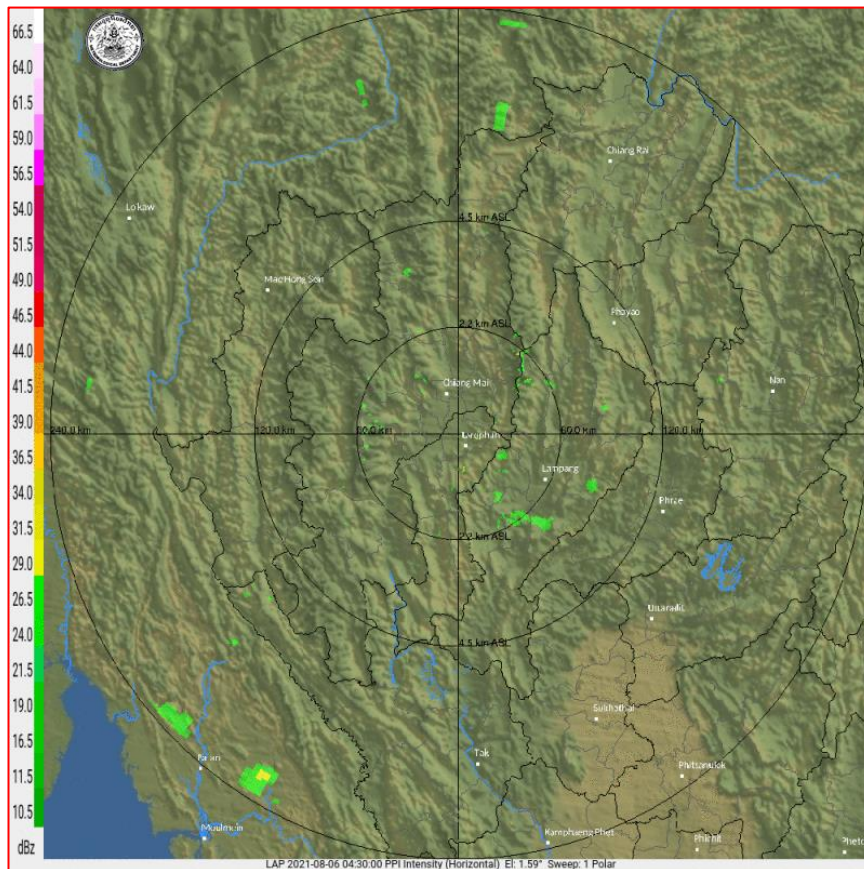 66.5
64.0
61.5
59.0
56.5
54.0
51.5
49.0
46.5
44.0
41.5
39.0
36.5
34.0
31.5
29.0
26.5
24.0
21.5
19.0
16.5
14.0
11.5
10.5
dBz
Chiang Rai
Loikaw
4.5 km ASL
Mae Hong Son
Phayao
2.2 km ASL
Chiang Mai
Nan
240.0 km
120.0 km
60.0 km
60.0 km
120.0 km
Lamphun
Lampang
Phrae
2.2 km ASL
Uttaradit
4.5 km ASL
Sukhothai
Pa'an
Tak
Phitsanulok
Moulmein
Kamphaeng Phet
Phichit
LAP 2021-08-06 04:30:00 PPI Intensity (Horizontal) El: 1.59° Sweep: 1 Polar